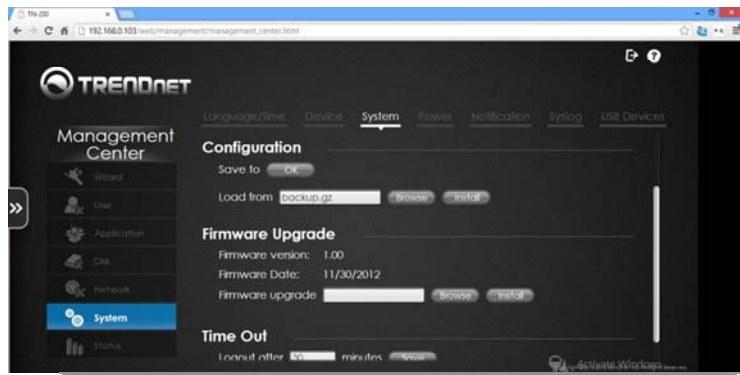 TN-200
192.168.0.103/web/management/management_center.html
TRENDNET
Language/Time Device System Power Notification Syslog USB Devices
Management
Center
Wizard
User
Application
Disk
Network
System
Status
Configuration
Save to OK
Load from backup.gz Browse Install
Firmware Upgrade
Firmware version: 1.00
Firmware Date: 11/30/2012
Firmware upgrade Browse Install
Time Out
Logout after 30 minutes Save
Activate Windows